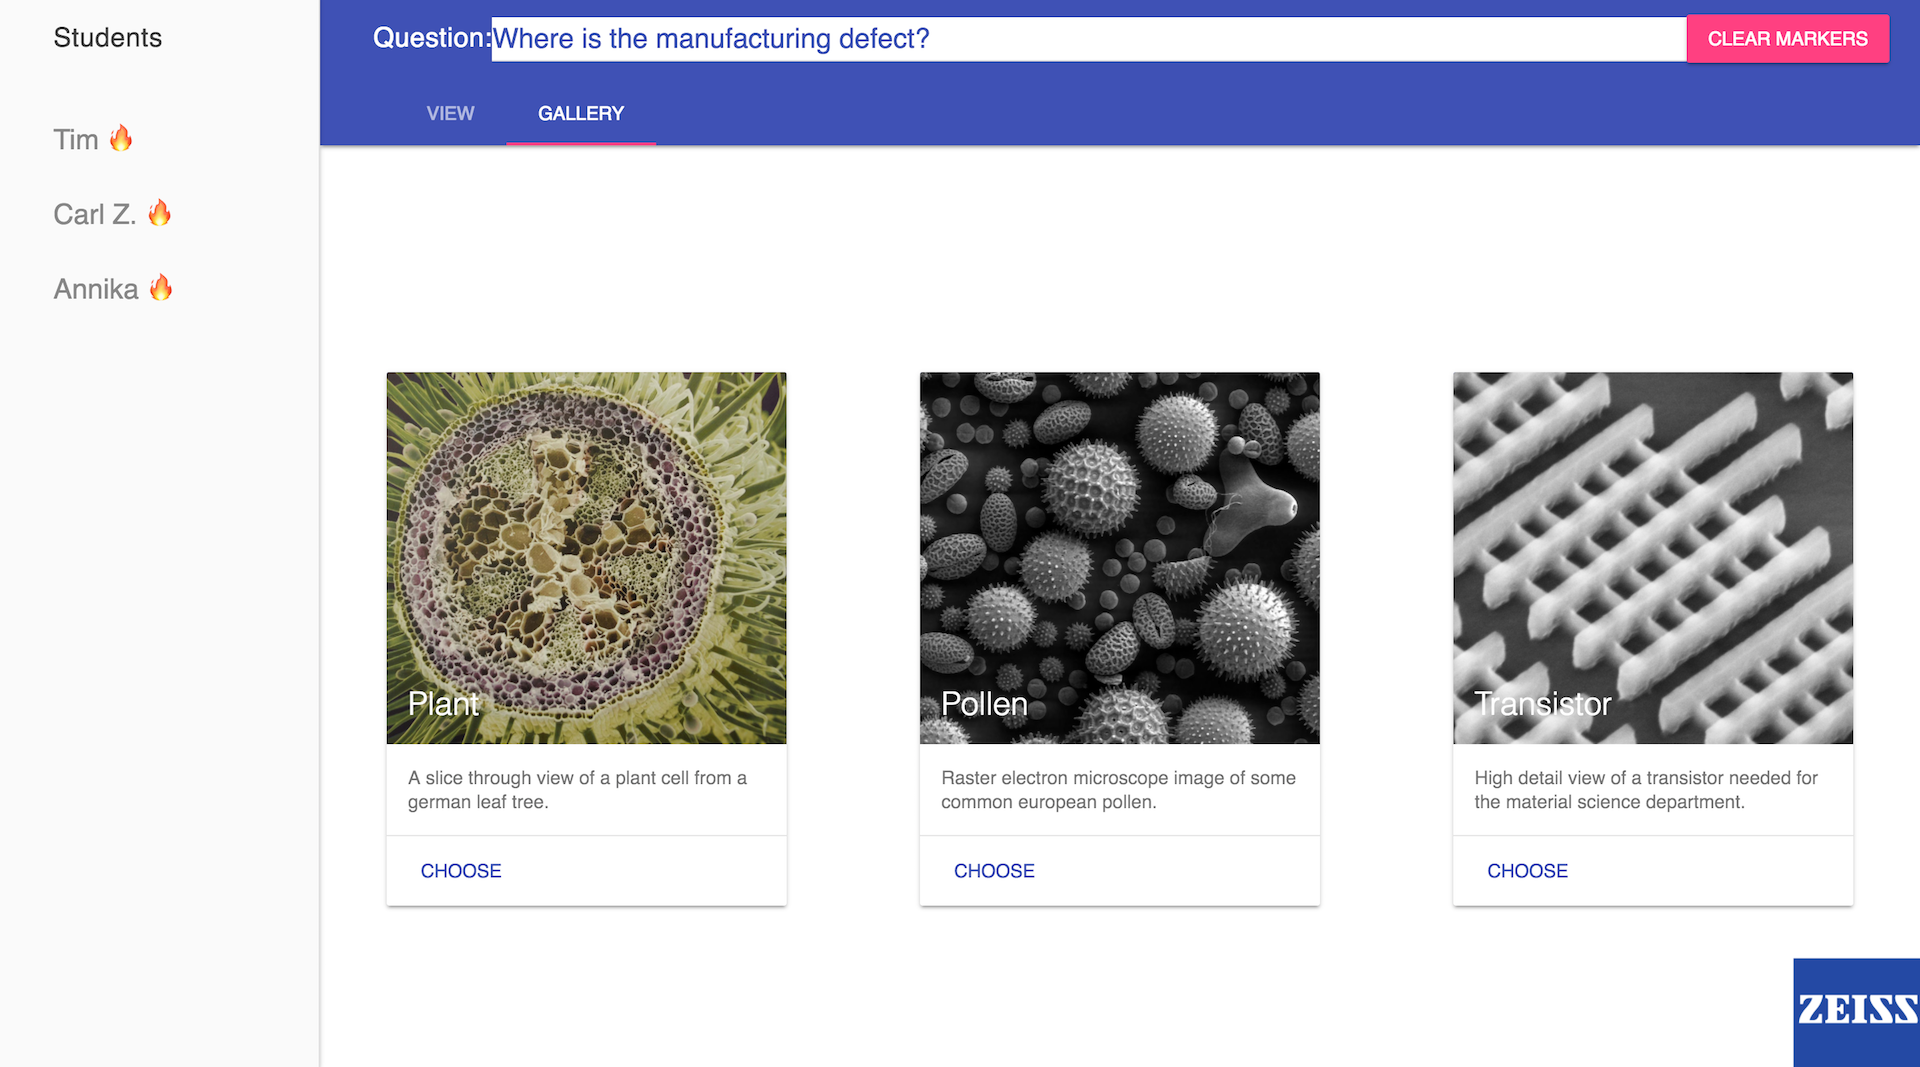 Students
Tim 🔥
Carl Z. 🔥
Annika 🔥
Question: Where is the manufacturing defect?
CLEAR MARKERS
VIEW
GALLERY
Plant
A slice through view of a plant cell from a
german leaf tree.
CHOOSE
Pollen
Raster electron microscope image of some
common european pollen.
CHOOSE
Transistor
High detail view of a transistor needed for
the material science department.
CHOOSE
ZEISS